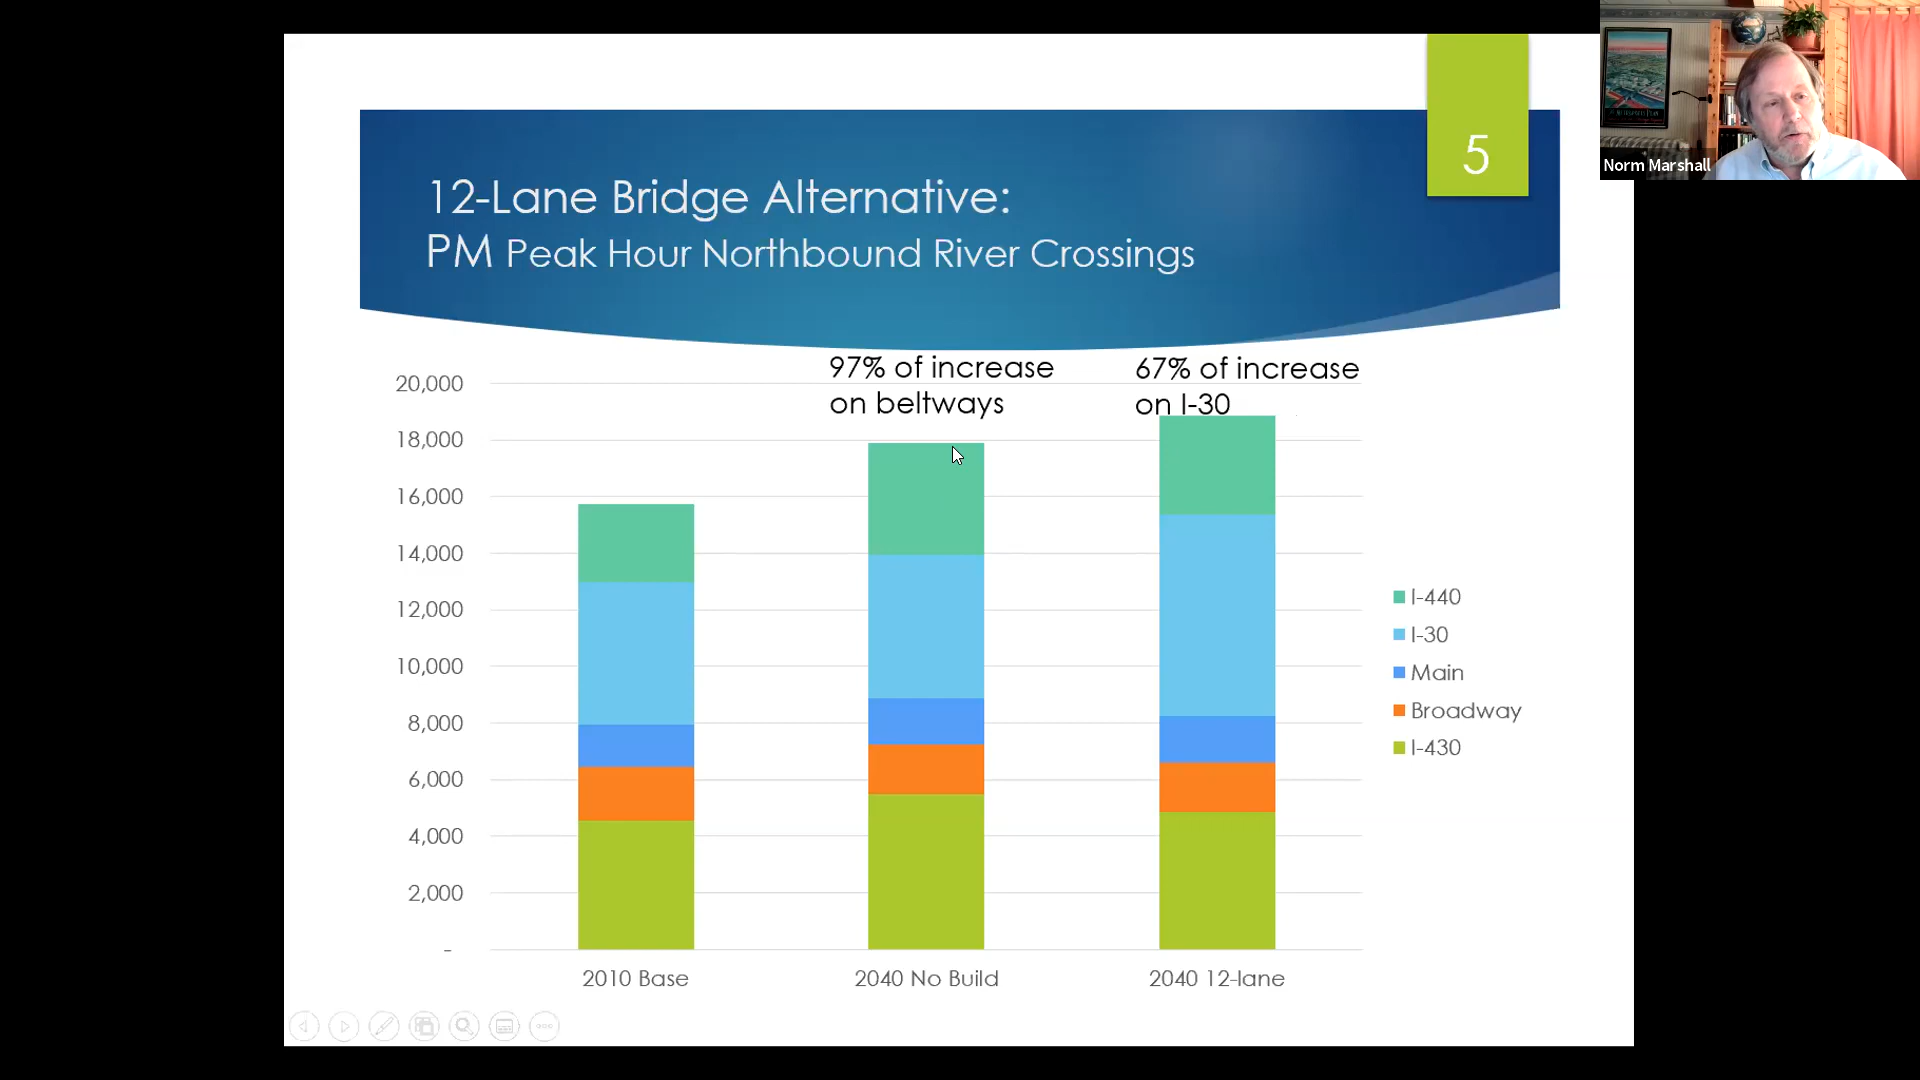 5
12-Lane Bridge Alternative:
PM Peak Hour Northbound River Crossings
Norm Marshall
97% of increase
on beltways
67% of increase
on I-30
20,000
18,000
16,000
14,000
12,000
10,000
8,000
6,000
4,000
2,000
-
2010 Base
2040 No Build
2040 12-lane
I-440
I-30
Main
Broadway
I-430